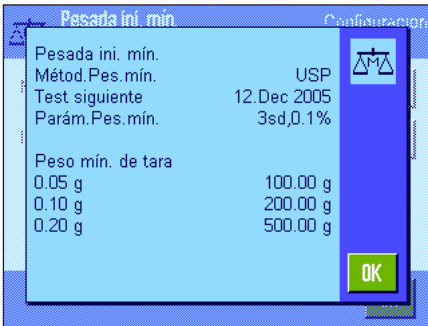 Pesada ini. mín. Configuracion
Pesada ini. mín.
Métod.Pes.mín. USP
Test siguiente 12.Dec 2005
Parám.Pes.mín. 3sd,0.1%
Peso mín. de tara
0.05 g 100.00 g
0.10 g 200.00 g
0.20 g 500.00 g
OK